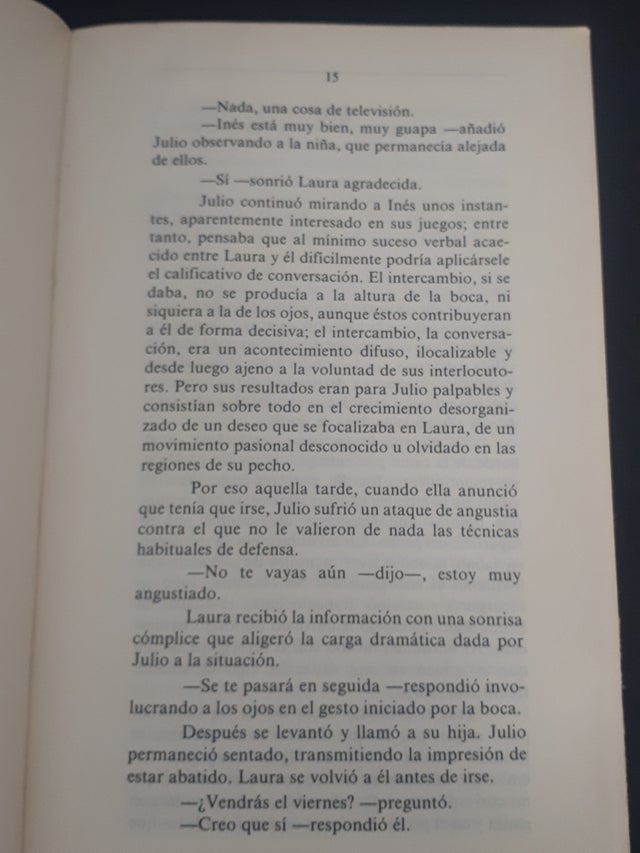 15
—Nada, una cosa de televisión.
—Inés está muy bien, muy guapa —añadió
Julio observando a la niña, que permanecía alejada
de ellos.
—Sí —sonrió Laura agradecida.
Julio continuó mirando a Inés unos instan-
tes, aparentemente interesado en sus juegos; entre
tanto, pensaba que al mínimo suceso verbal acae-
cido entre Laura y él difícilmente podría aplicársele
el calificativo de conversación. El intercambio, si se
daba, no se producía a la altura de la boca, ni
siquiera a la de los ojos, aunque éstos contribuyeran
a él de forma decisiva; el intercambio, la conversa-
ción, era un acontecimiento difuso, ilocalizable y
desde luego ajeno a la voluntad de sus interlocuto-
res. Pero sus resultados eran para Julio palpables y
consistían sobre todo en el crecimiento desorgani-
zado de un deseo que se focalizaba en Laura, de un
movimiento pasional desconocido u olvidado en las
regiones de su pecho.
Por eso aquella tarde, cuando ella anunció
que tenía que irse, Julio sufrió un ataque de angustia
contra el que no le valieron de nada las técnicas
habituales de defensa.
—No te vayas aún —dijo—, estoy muy
angustiado.
Laura recibió la información con una sonrisa
cómplice que aligeró la carga dramática dada por
Julio a la situación.
—Se te pasará en seguida —respondió invo-
lucrando a los ojos en el gesto iniciado por la boca.
Después se levantó y llamó a su hija. Julio
permaneció sentado, transmitiendo la impresión de
estar abatido. Laura se volvió a él antes de irse.
—¿Vendrás el viernes? —preguntó.
—Creo que sí —respondió él.